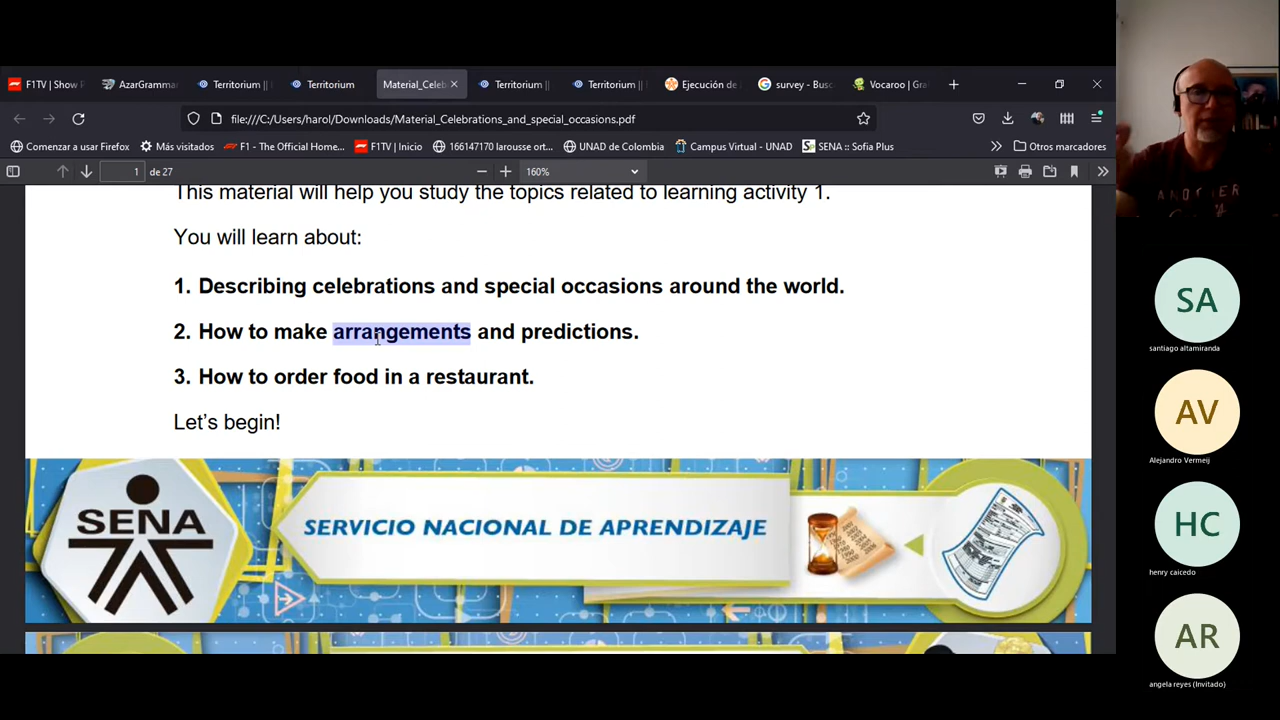 F1TV | Show
AzarGramma
Territorium ||
Territorium
Material_Celeb
Territorium ||
Territorium ||
Ejecución de
survey - Bus
Vocaroo | Gra
file:///C:/Users/harol/Downloads/Material_Celebrations_and_special_occasions.pdf
Comenzar a usar Firefox
Más visitados
F1 - The Official Home...
F1TV | Inicio
166147170 larousse ort...
UNAD de Colombia
Campus Virtual - UNAD
SENA :: Sofia Plus
Otros marcadores
1 de 27
160%
This material will help you study the topics related to learning activity 1.
You will learn about:
1. Describing celebrations and special occasions around the world.
2. How to make arrangements and predictions.
3. How to order food in a restaurant.
Let's begin!
SENA
SERVICIO NACIONAL DE APRENDIZAJE
ANOTHER
SA
santiago altamiranda
AV
Alejandro Vermeij
HC
henry caicedo
AR
angela reyes (Invitado)